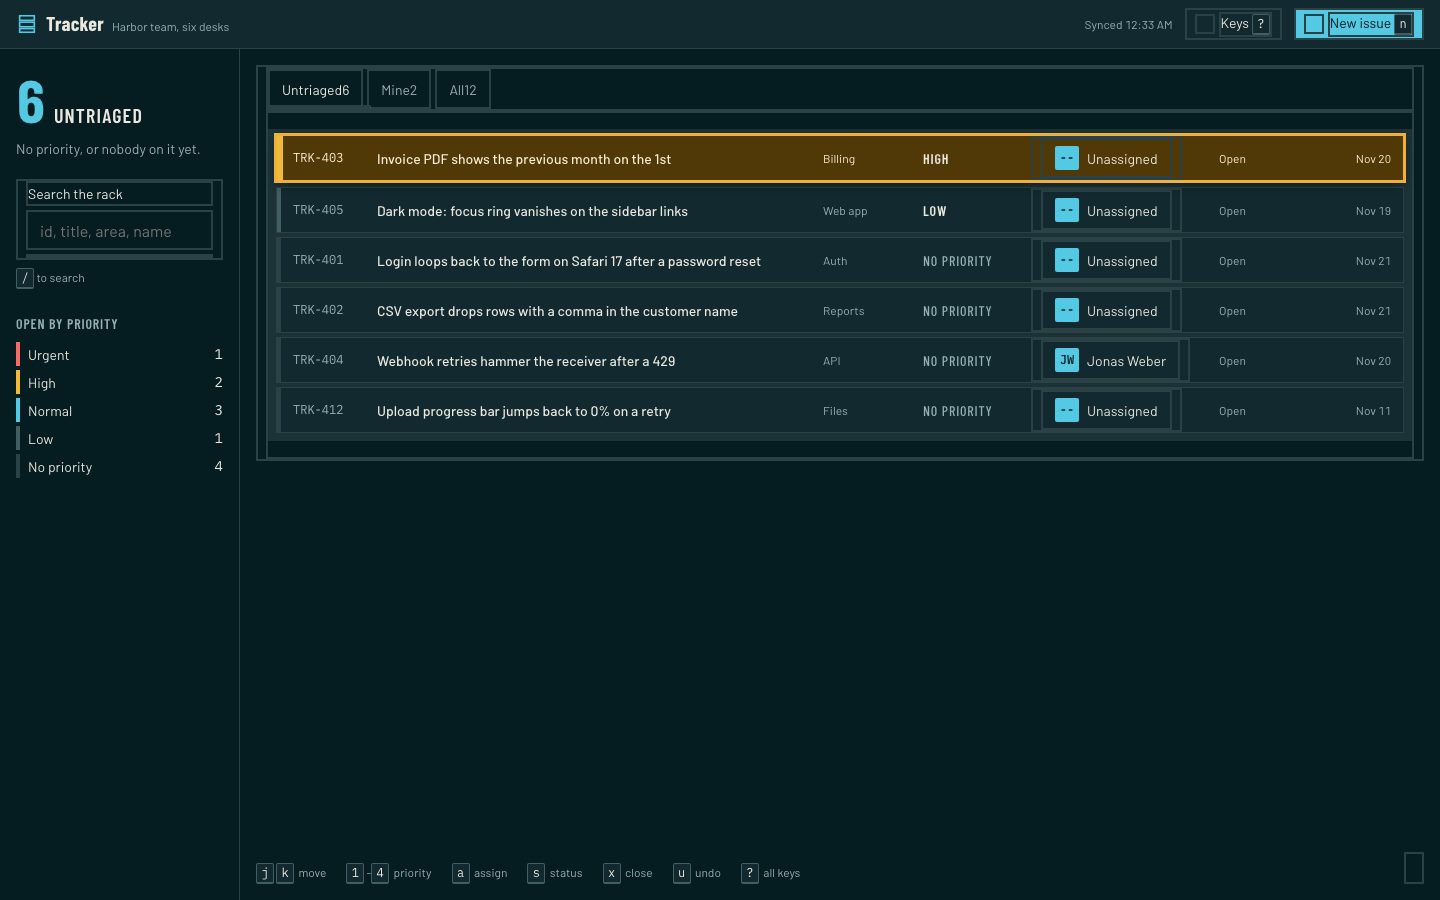 Tracker Harbor team, six desks
Synced 12:33 AM Keys ? New issue n
6 UNTRIAGED
No priority, or nobody on it yet.
Search the rack
id, title, area, name
/ to search
OPEN BY PRIORITY
Urgent 1
High 2
Normal 3
Low 1
No priority 4
Untriaged6 Mine2 All12
TRK-403 Invoice PDF shows the previous month on the 1st Billing HIGH -- Unassigned Open Nov 20
TRK-405 Dark mode: focus ring vanishes on the sidebar links Web app LOW -- Unassigned Open Nov 19
TRK-401 Login loops back to the form on Safari 17 after a password reset Auth NO PRIORITY -- Unassigned Open Nov 21
TRK-402 CSV export drops rows with a comma in the customer name Reports NO PRIORITY -- Unassigned Open Nov 21
TRK-404 Webhook retries hammer the receiver after a 429 API NO PRIORITY JW Jonas Weber Open Nov 20
TRK-412 Upload progress bar jumps back to 0% on a retry Files NO PRIORITY -- Unassigned Open Nov 11
j k move 1-4 priority a assign s status x close u undo ? all keys